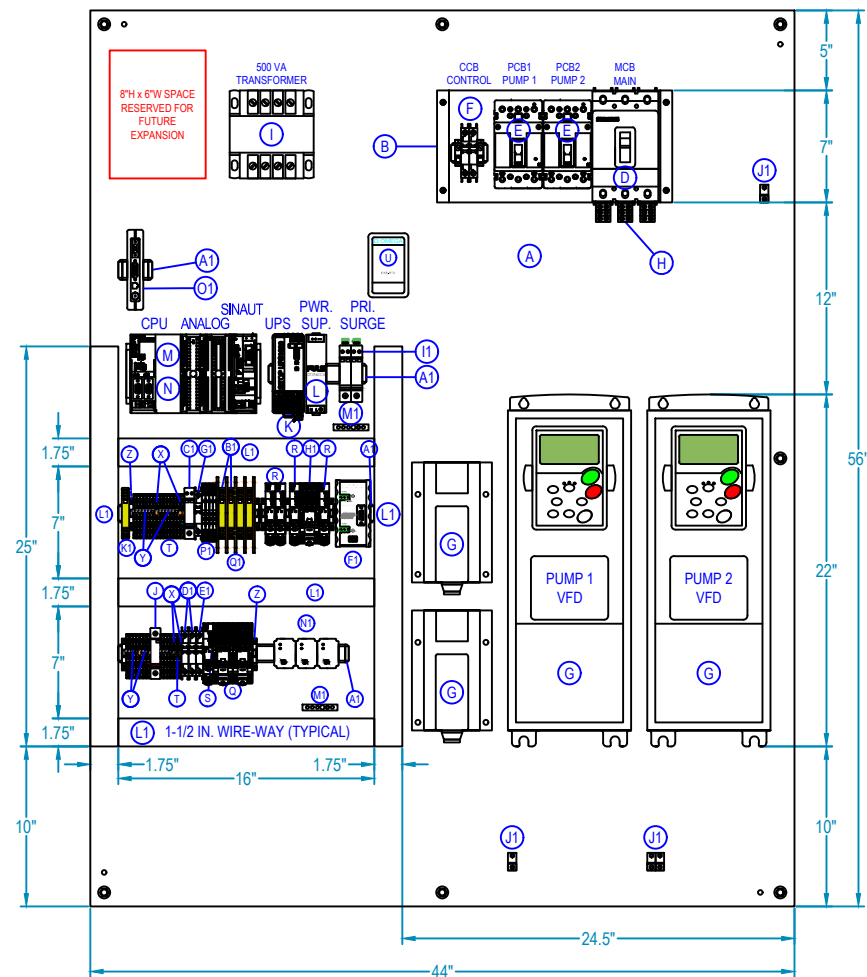 8"H x 6"W SPACE
RESERVED FOR
FUTURE
EXPANSION
500 VA
TRANSFORMER
I
CCB
CONTROL
PCB1
PUMP 1
PCB2
PUMP 2
MCB
MAIN
F
E
E
D
B
H
J1
A
5"
7"
12"
22"
10"
56"
A1
O1
U
CPU
ANALOG
SINAUT
UPS
PWR.
SUP.
PRI.
SURGE
M
N
K
L
I1
A1
M1
Z
X
C1
G1
B1
L1
R
R
H1
R
A1
L1
L1
K1
Y
T
P1
Q1
F1
L1
J
X
D1
E1
Z
N1
Y
T
S
Q
M1
A1
L1
1-1/2 IN. WIRE-WAY (TYPICAL)
G
G
PUMP 1
VFD
G
PUMP 2
VFD
G
1.75"
7"
1.75"
7"
1.75"
25"
10"
1.75"
1.75"
16"
J1
J1
24.5"
44"